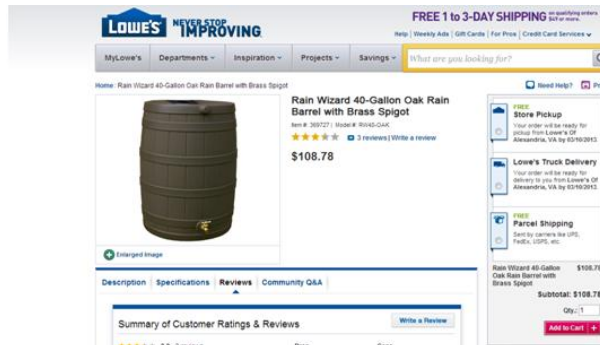 LOWE'S
NEVER STOP
IMPROVING
FREE 1 to 3-DAY SHIPPING on qualifying orders
Help | Weekly Ads | Gift Cards | For Pros | Credit Card Services
MyLowe's Departments Inspiration Projects Savings What are you looking for?
Home: Rain Wizard 40-Gallon Oak Rain Barrel with Brass Spigot
Need Help?
Rain Wizard 40-Gallon Oak Rain
Barrel with Brass Spigot
Item #: 369727 | Model #: RW40-OAK
3 reviews | Write a review
$108.78
Enlarged Image
FREE
Store Pickup
Your order will be ready for
pickup from Lowe's Of
Alexandria, VA by 03/10/2013
Lowe's Truck Delivery
Your order will be ready for
delivery to you from Lowe's Of
Alexandria, VA by 03/10/2013
FREE
Parcel Shipping
Sent by carriers like UPS,
FedEx, USPS, etc.
Rain Wizard 40-Gallon $108.78
Oak Rain Barrel with
Brass Spigot
Subtotal: $108.78
Qty.: 1
Add to Cart +
Description Specifications Reviews Community Q&A
Summary of Customer Ratings & Reviews Write a Review